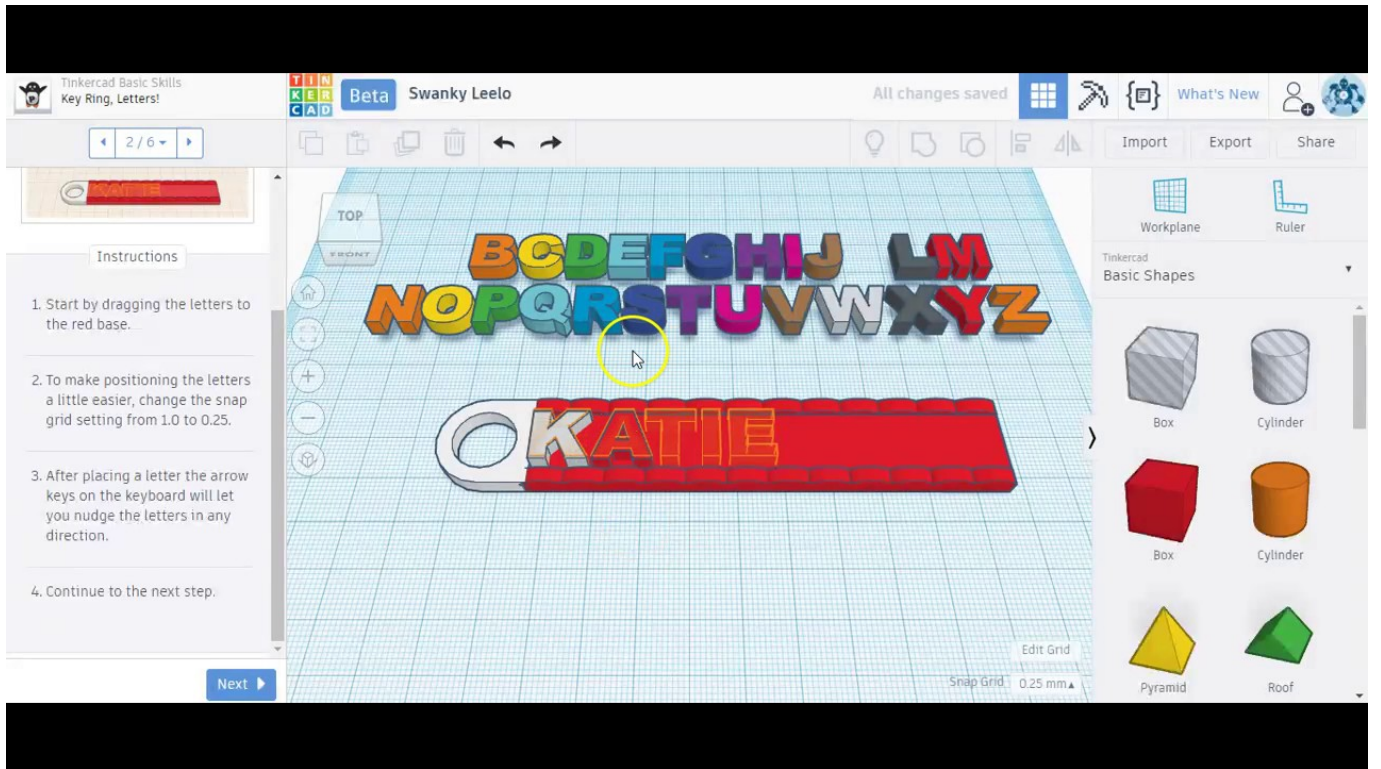 Tinkercad Basic Skills
Key Ring, Letters!
2 / 6
KATIE
Instructions
1. Start by dragging the letters to
the red base.
2. To make positioning the letters
a little easier, change the snap
grid setting from 1.0 to 0.25.
3. After placing a letter the arrow
keys on the keyboard will let
you nudge the letters in any
direction.
4. Continue to the next step.
Next
TIN
KER
CAD
Beta
Swanky Leelo
All changes saved
What's New
Import
Export
Share
TOP
FRONT
BCDEFGHIJ LM
NOPQRSTUVWXYZ
KATIE
Edit Grid
Snap Grid 0.25 mm
Workplane
Ruler
Tinkercad
Basic Shapes
Box
Cylinder
Box
Cylinder
Pyramid
Roof